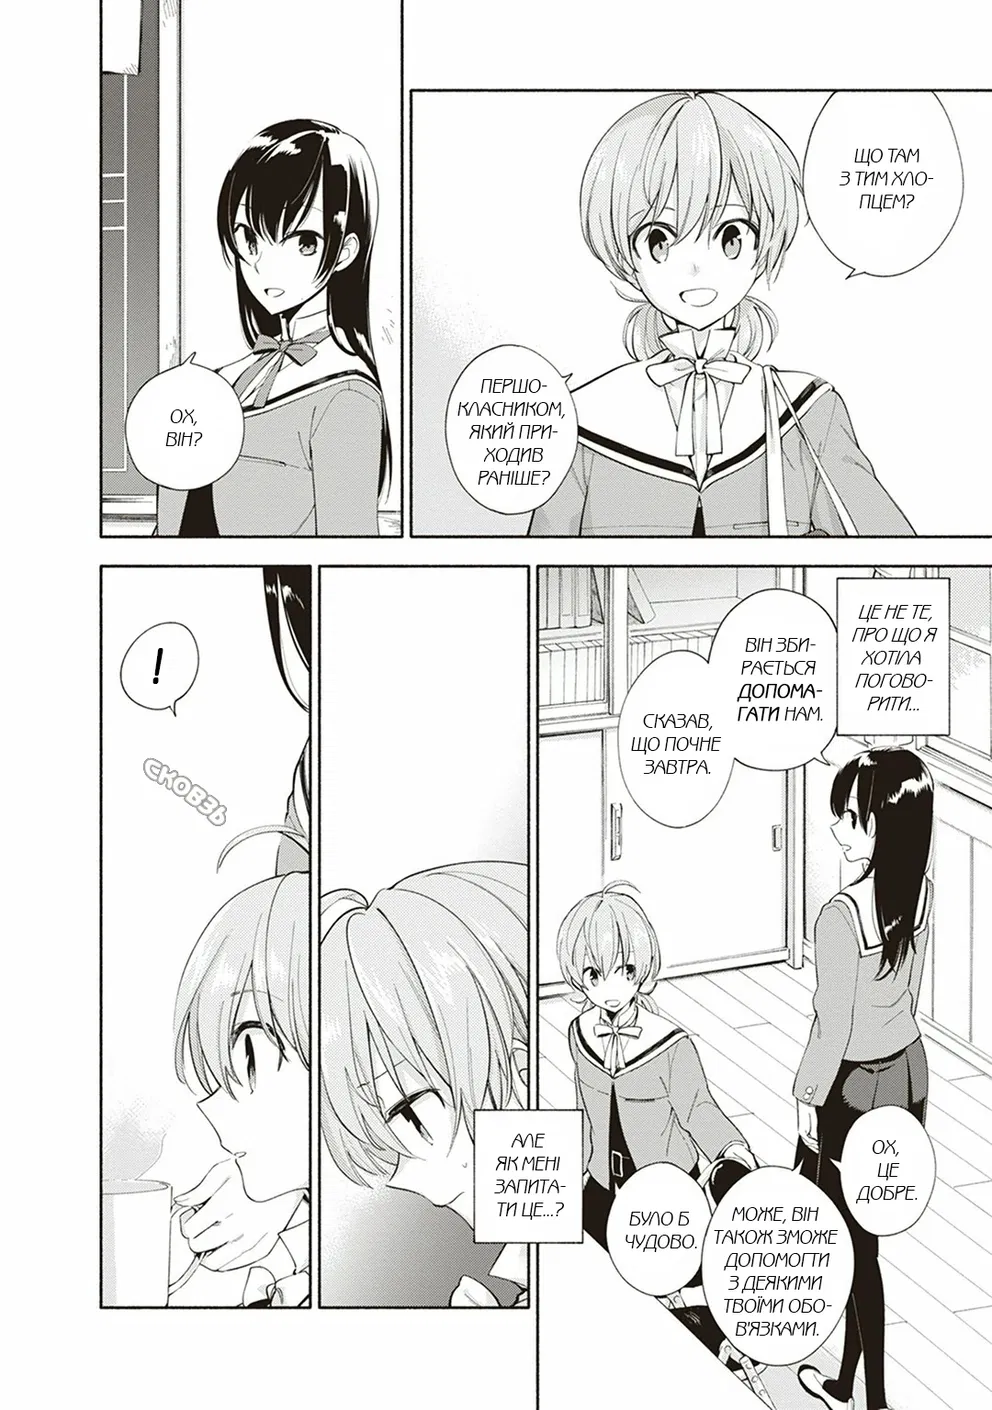 ЩО ТАМ
З ТИМ ХЛО-
ПЦЕМ?
ПЕРШО-
КЛАСНИКОМ,
ЯКИЙ ПРИ-
ХОДИВ
РАНІШЕ?
ОХ,
ВІН?
ЦЕ НЕ ТЕ,
ПРО ЩО Я
ХОТІЛА
ПОГОВО-
РИТИ...
ВІН ЗБИ-
РАЄТЬСЯ
ДОПОМА-
ГАТИ НАМ.
СКАЗАВ,
ЩО ПОЧНЕ
ЗАВТРА.
ОХ,
ЦЕ
ДОБРЕ.
МОЖЕ, ВІН
ТАКОЖ ЗМОЖЕ
ДОПОМОГТИ
З ДЕЯКИМИ
ТВОЇМИ ОБО-
В'ЯЗКАМИ.
БУЛО Б
ЧУДОВО.
АЛЕ
ЯК МЕНІ
ЗАПИТА-
ТИ ЦЕ...?
!
СКОВЗЬ